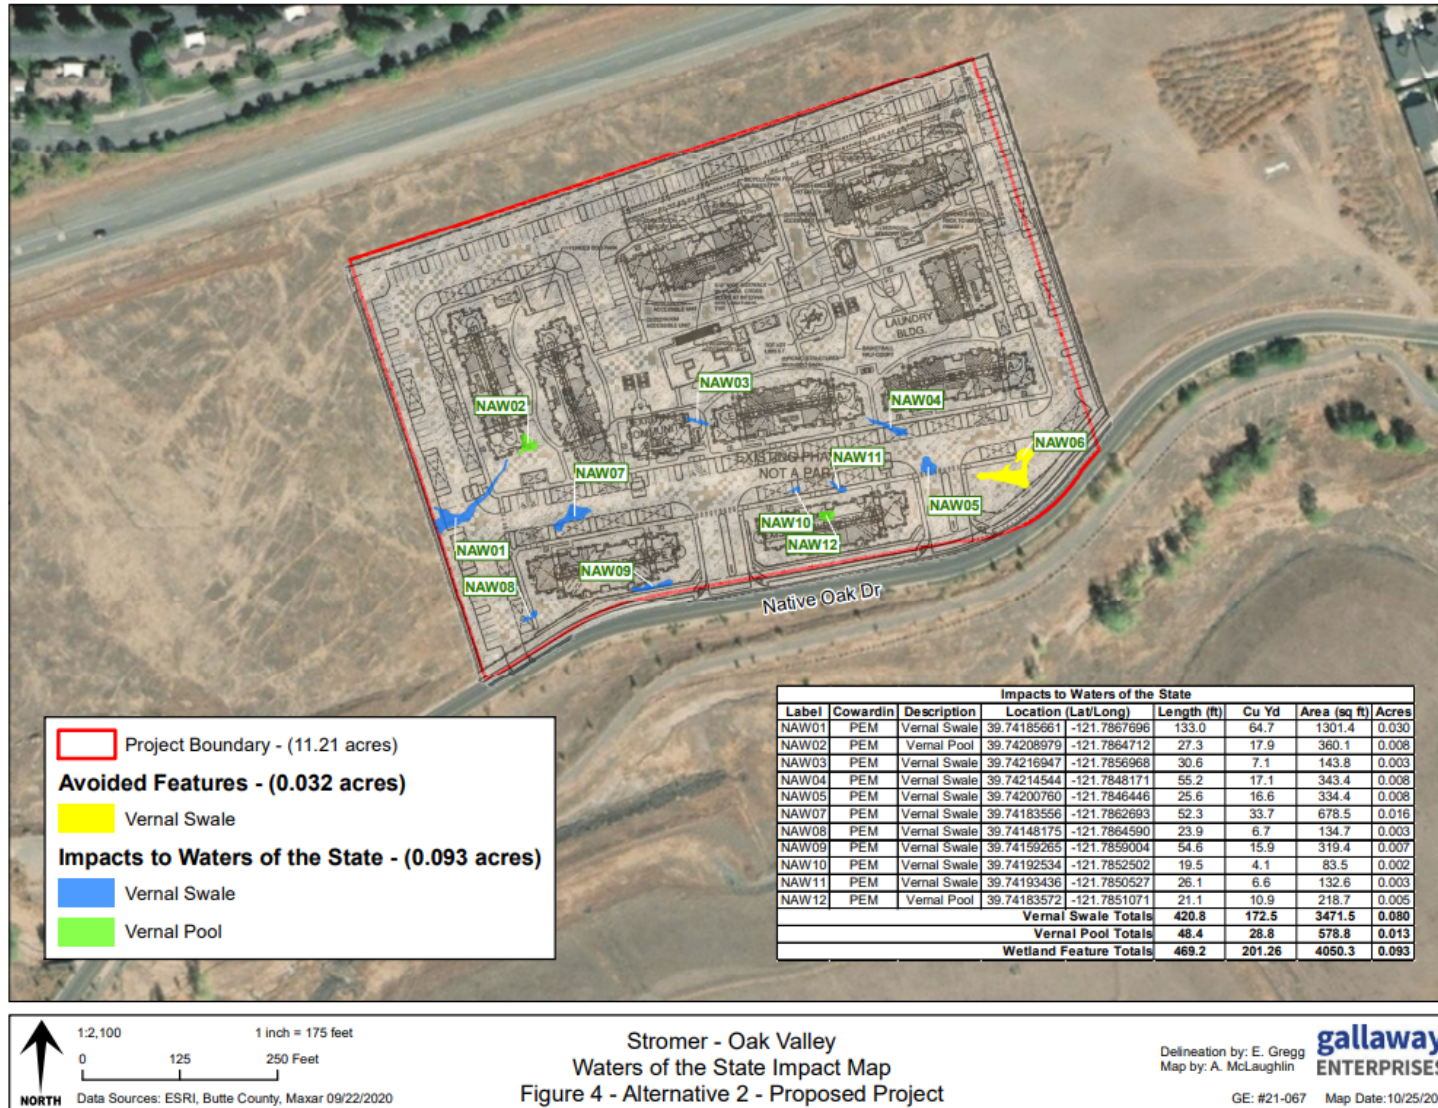 NAW03
NAW02
NAW04
LAUNDRY
BLDG.
NAW06
NAW11
NAW07
EXISTING PHA
NOT A PAR
NAW05
NAW10
NAW12
NAW01
NAW09
NAW08
Native Oak Dr
Project Boundary - (11.21 acres)
Avoided Features - (0.032 acres)
Vernal Swale
Impacts to Waters of the State - (0.093 acres)
Vernal Swale
Vernal Pool
Impacts to Waters of the State
Label Cowardin Description Location (Lat/Long) Length (ft) Cu Yd Area (sq ft) Acres
NAW01 PEM Vernal Swale 39.74185661 -121.7867696 133.0 64.7 1301.4 0.030
NAW02 PEM Vernal Pool 39.74208979 -121.7864712 27.3 17.9 360.1 0.008
NAW03 PEM Vernal Swale 39.74216947 -121.7856968 30.6 7.1 143.8 0.003
NAW04 PEM Vernal Swale 39.74214544 -121.7848171 55.2 17.1 343.4 0.008
NAW05 PEM Vernal Swale 39.74200760 -121.7846446 25.6 16.6 334.4 0.008
NAW07 PEM Vernal Swale 39.74183556 -121.7862693 52.3 33.7 678.5 0.016
NAW08 PEM Vernal Swale 39.74148175 -121.7864590 23.9 6.7 134.7 0.003
NAW09 PEM Vernal Swale 39.74159265 -121.7859004 54.6 15.9 319.4 0.007
NAW10 PEM Vernal Swale 39.74192534 -121.7852502 19.5 4.1 83.5 0.002
NAW11 PEM Vernal Swale 39.74193436 -121.7850527 26.1 6.6 132.6 0.003
NAW12 PEM Vernal Pool 39.74183572 -121.7851071 21.1 10.9 218.7 0.005
Vernal Swale Totals 420.8 172.5 3471.5 0.080
Vernal Pool Totals 48.4 28.8 578.8 0.013
Wetland Feature Totals 469.2 201.26 4050.3 0.093
NORTH
1:2,100 1 inch = 175 feet
0 125 250 Feet
Data Sources: ESRI, Butte County, Maxar 09/22/2020
Stromer - Oak Valley
Waters of the State Impact Map
Figure 4 - Alternative 2 - Proposed Project
Delineation by: E. Gregg
Map by: A. McLaughlin
gallaway
ENTERPRISES
GE: #21-067 Map Date:10/25/20